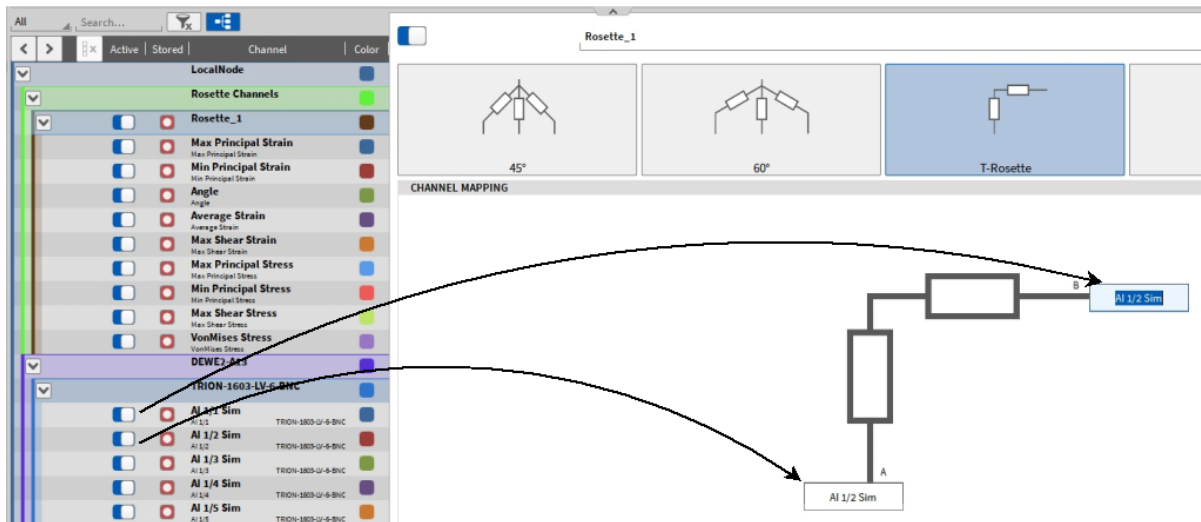 All
Search...
Active | Stored | Channel | Color
LocalNode
Rosette Channels
Rosette_1
Max Principal Strain
Max Principal Strain
Min Principal Strain
Min Principal Strain
Angle
Angle
Average Strain
Average Strain
Max Shear Strain
Max Shear Strain
Max Principal Stress
Max Principal Stress
Min Principal Stress
Min Principal Stress
Max Shear Stress
Max Shear Stress
VonMises Stress
VonMises Stress
DEWE2-A13
TRION-1603-LV-6-BNC
AI 1/1 Sim
AI 1/1 TRION-1603-LV-6-BNC
AI 1/2 Sim
AI 1/2 TRION-1603-LV-6-BNC
AI 1/3 Sim
AI 1/3 TRION-1603-LV-6-BNC
AI 1/4 Sim
AI 1/4 TRION-1603-LV-6-BNC
AI 1/5 Sim
AI 1/5 TRION-1603-LV-6-BNC
Rosette_1
45°
60°
T-Rosette
CHANNEL MAPPING
B
AI 1/2 Sim
A
AI 1/2 Sim